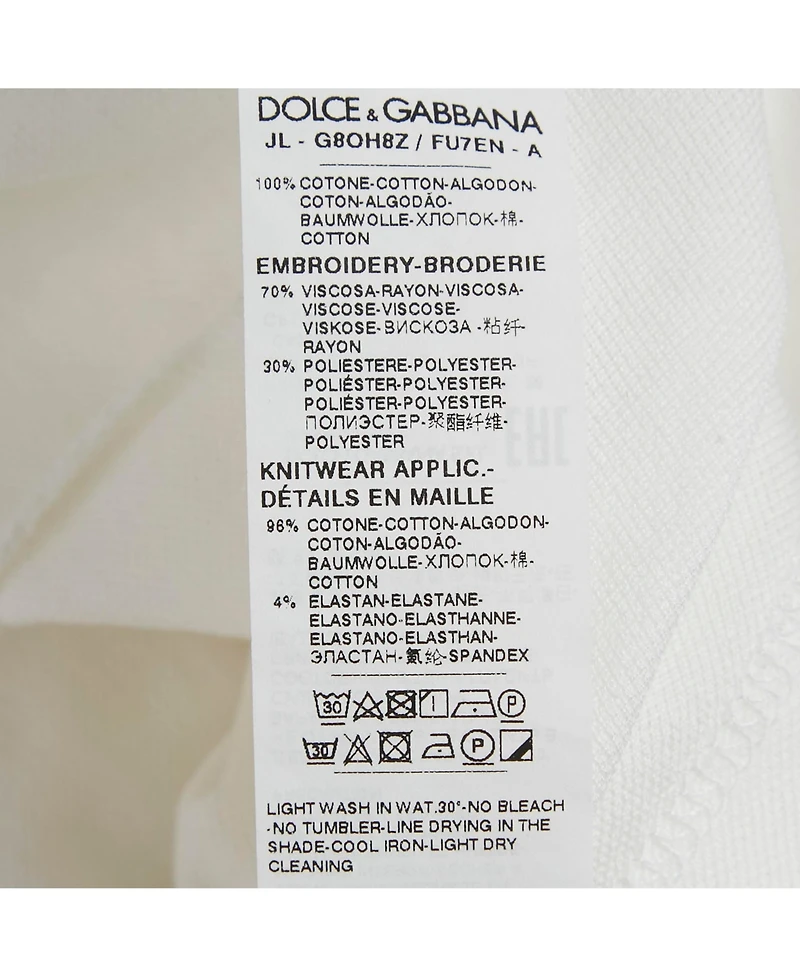 DOLCE & GABBANA
JL - G8OH8Z / FU7EN - A
100% COTONE-COTTON-ALGODON-
COTON-ALGODÃO-
BAUMWOLLE-ХЛОПОК-棉-
COTTON
EMBROIDERY-BRODERIE
70% VISCOSA-RAYON-VISCOSA-
VISCOSE-VISCOSE-
VISKOSE-ВИСКОЗА -粘纤-
RAYON
30% POLIESTERE-POLYESTER-
POLIÉSTER-POLYESTER-
POLIÉSTER-POLYESTER-
ПОЛИЭСТЕР-聚酯纤维-
POLYESTER
KNITWEAR APPLIC.-
DÉTAILS EN MAILLE
96% COTONE-COTTON-ALGODON-
COTON-ALGODÃO-
BAUMWOLLE-ХЛОПОК-棉-
COTTON
4% ELASTAN-ELASTANE-
ELASTANO-ELASTHANNE-
ELASTANO-ELASTHAN-
ЭЛАСТАН-氨纶-SPANDEX
30 P
30 P
LIGHT WASH IN WAT.30°-NO BLEACH
-NO TUMBLER-LINE DRYING IN THE
SHADE-COOL IRON-LIGHT DRY
CLEANING